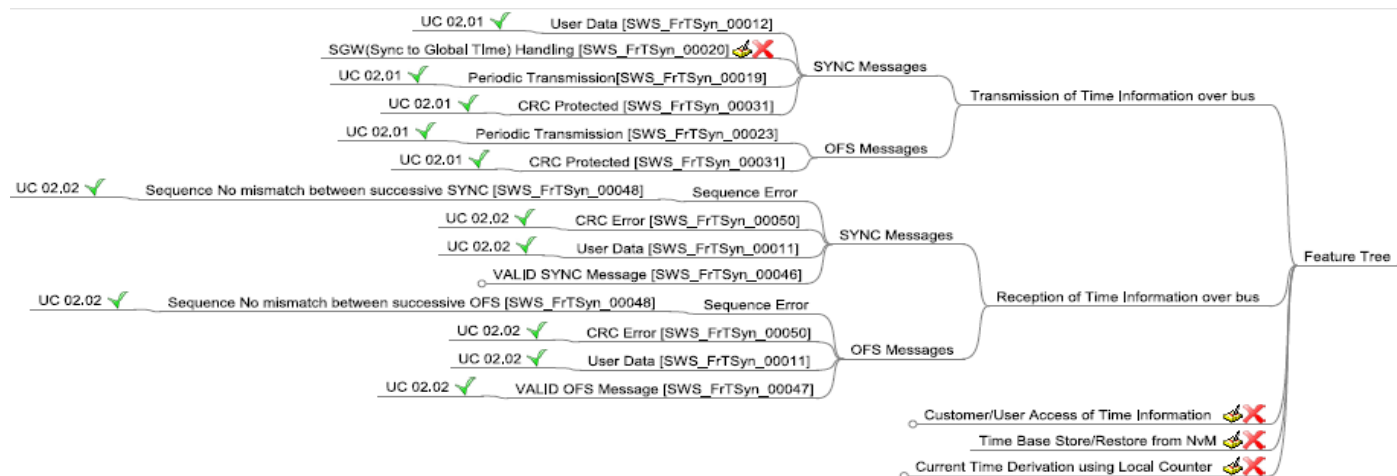 UC 02.01 User Data [SWS_FrTSyn_00012]
SGW(Sync to Global TIme) Handling [SWS_FrTSyn_00020]
SYNC Messages
UC 02.01 Periodic Transmission[SWS_FrTSyn_00019]
Transmission of Time Information over bus
UC 02.01 CRC Protected [SWS_FrTSyn_00031]
UC 02.01 Periodic Transmission [SWS_FrTSyn_00023]
OFS Messages
UC 02.01 CRC Protected [SWS_FrTSyn_00031]
UC 02.02 Sequence No mismatch between successive SYNC [SWS_FrTSyn_00048] Sequence Error
UC 02.02 CRC Error [SWS_FrTSyn_00050]
SYNC Messages
UC 02.02 User Data [SWS_FrTSyn_00011]
Feature Tree
VALID SYNC Message [SWS_FrTSyn_00046]
Reception of Time Information over bus
UC 02.02 Sequence No mismatch between successive OFS [SWS_FrTSyn_00048] Sequence Error
UC 02.02 CRC Error [SWS_FrTSyn_00050]
OFS Messages
UC 02.02 User Data [SWS_FrTSyn_00011]
UC 02.02 VALID OFS Message [SWS_FrTSyn_00047]
Customer/User Access of Time Information
Time Base Store/Restore from NvM
Current Time Derivation using Local Counter